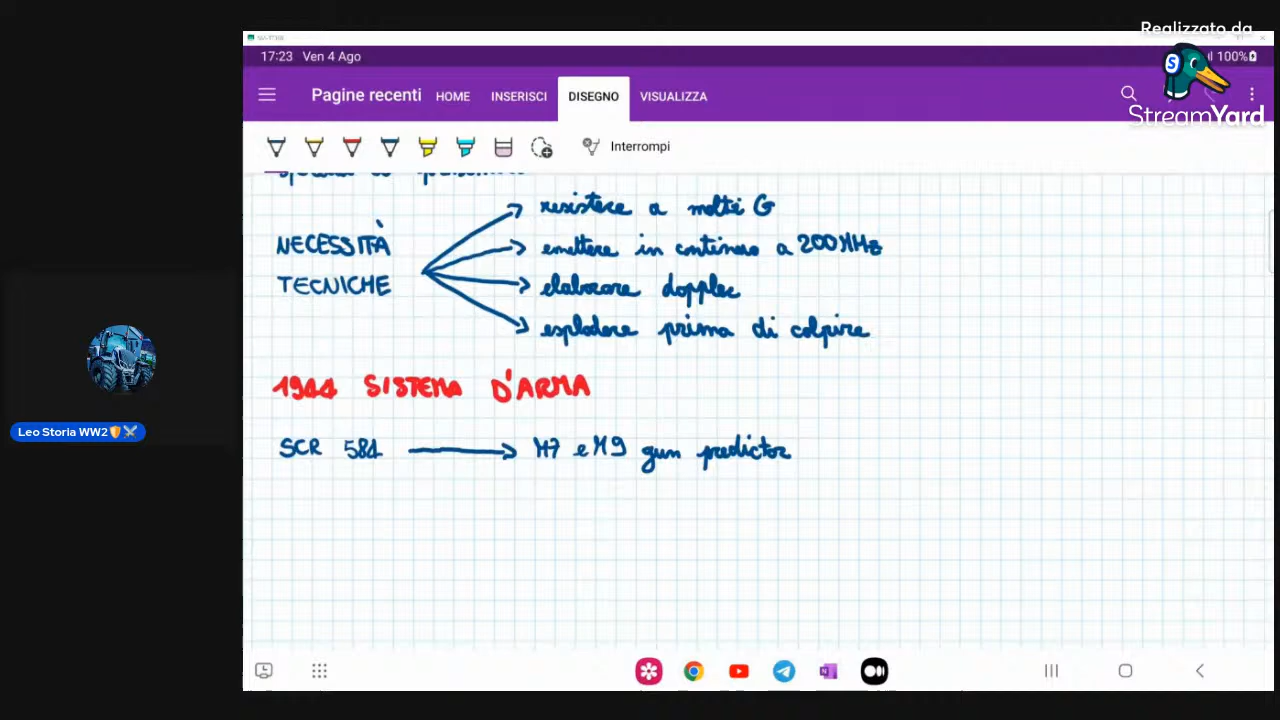 Realizzato da
StreamYard
17:23 Ven 4 Ago
100%
Pagine recenti HOME INSERISCI DISEGNO VISUALIZZA
Interrompi
resistere a molti G
NECESSITÀ
TECNICHE
emettere in continuo a 200 MHz
elaborare doppler
esplodere prima di colpire
1944 SISTEMA D'ARMA
SCR 584 M7 e M9 gun predictor
Leo Storia WW2